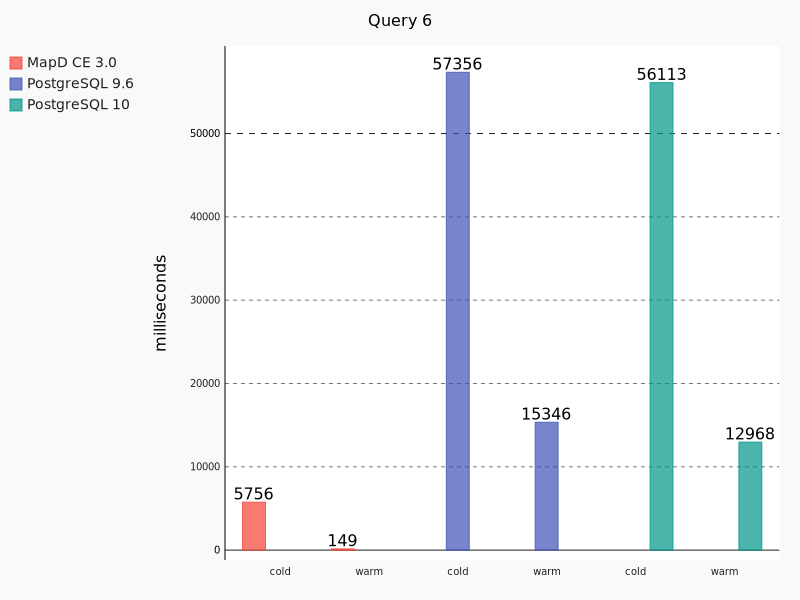 Query 6
MapD CE 3.0
PostgreSQL 9.6
PostgreSQL 10
milliseconds
50000
40000
30000
20000
10000
0
5756
149
57356
15346
56113
12968
cold warm cold warm cold warm